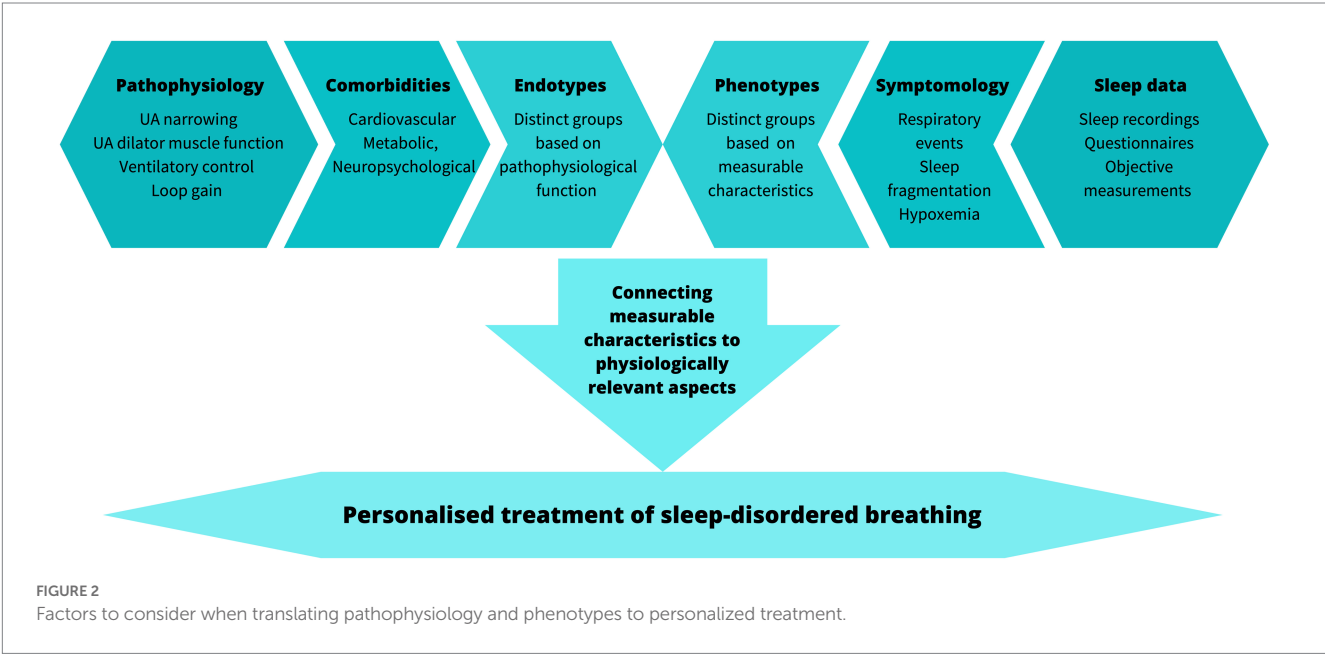 Pathophysiology
UA narrowing
UA dilator muscle function
Ventilatory control
Loop gain
Comorbidities
Cardiovascular
Metabolic,
Neuropsychological
Endotypes
Distinct groups
based on
pathophysiological
function
Phenotypes
Distinct groups
based on
measurable
characteristics
Symptomology
Respiratory
events
Sleep
fragmentation
Hypoxemia
Sleep data
Sleep recordings
Questionnaires
Objective
measurements
Connecting
measurable
characteristics to
physiologically
relevant aspects
Personalised treatment of sleep-disordered breathing
FIGURE 2
Factors to consider when translating pathophysiology and phenotypes to personalized treatment.